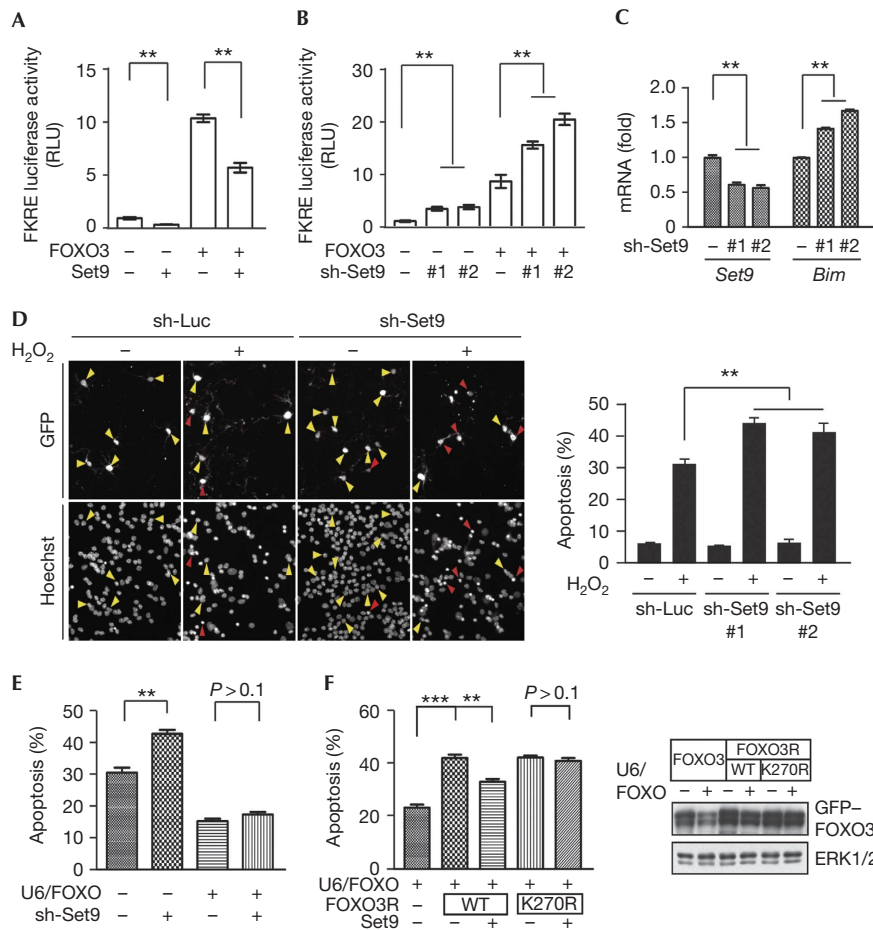 A
FKRE luciferase activity
(RLU)
15
10
5
0
** **
FOXO3 – – + +
Set9 – + – +
B
FKRE luciferase activity
(RLU)
30
20
10
0
** **
FOXO3 – – – + + +
sh-Set9 – #1 #2 – #1 #2
C
mRNA (fold)
2.0
1.5
1.0
0.5
0
** **
sh-Set9 – #1 #2 – #1 #2
Set9 Bim
D
sh-Luc sh-Set9
H2O2 – + – +
GFP
Hoechst
Apoptosis (%)
50
40
30
20
10
0
**
H2O2 – + – + – +
sh-Luc sh-Set9 sh-Set9
#1 #2
E
Apoptosis (%)
50
40
30
20
10
0
** P > 0.1
U6/FOXO – – + +
sh-Set9 – + – +
F
Apoptosis (%)
60
40
20
0
*** ** P > 0.1
U6/FOXO + + + + +
FOXO3R – WT K270R
Set9 – – + – +
FOXO3 FOXO3R
WT K270R
U6/
FOXO – + – + – +
GFP–
FOXO3
ERK1/2